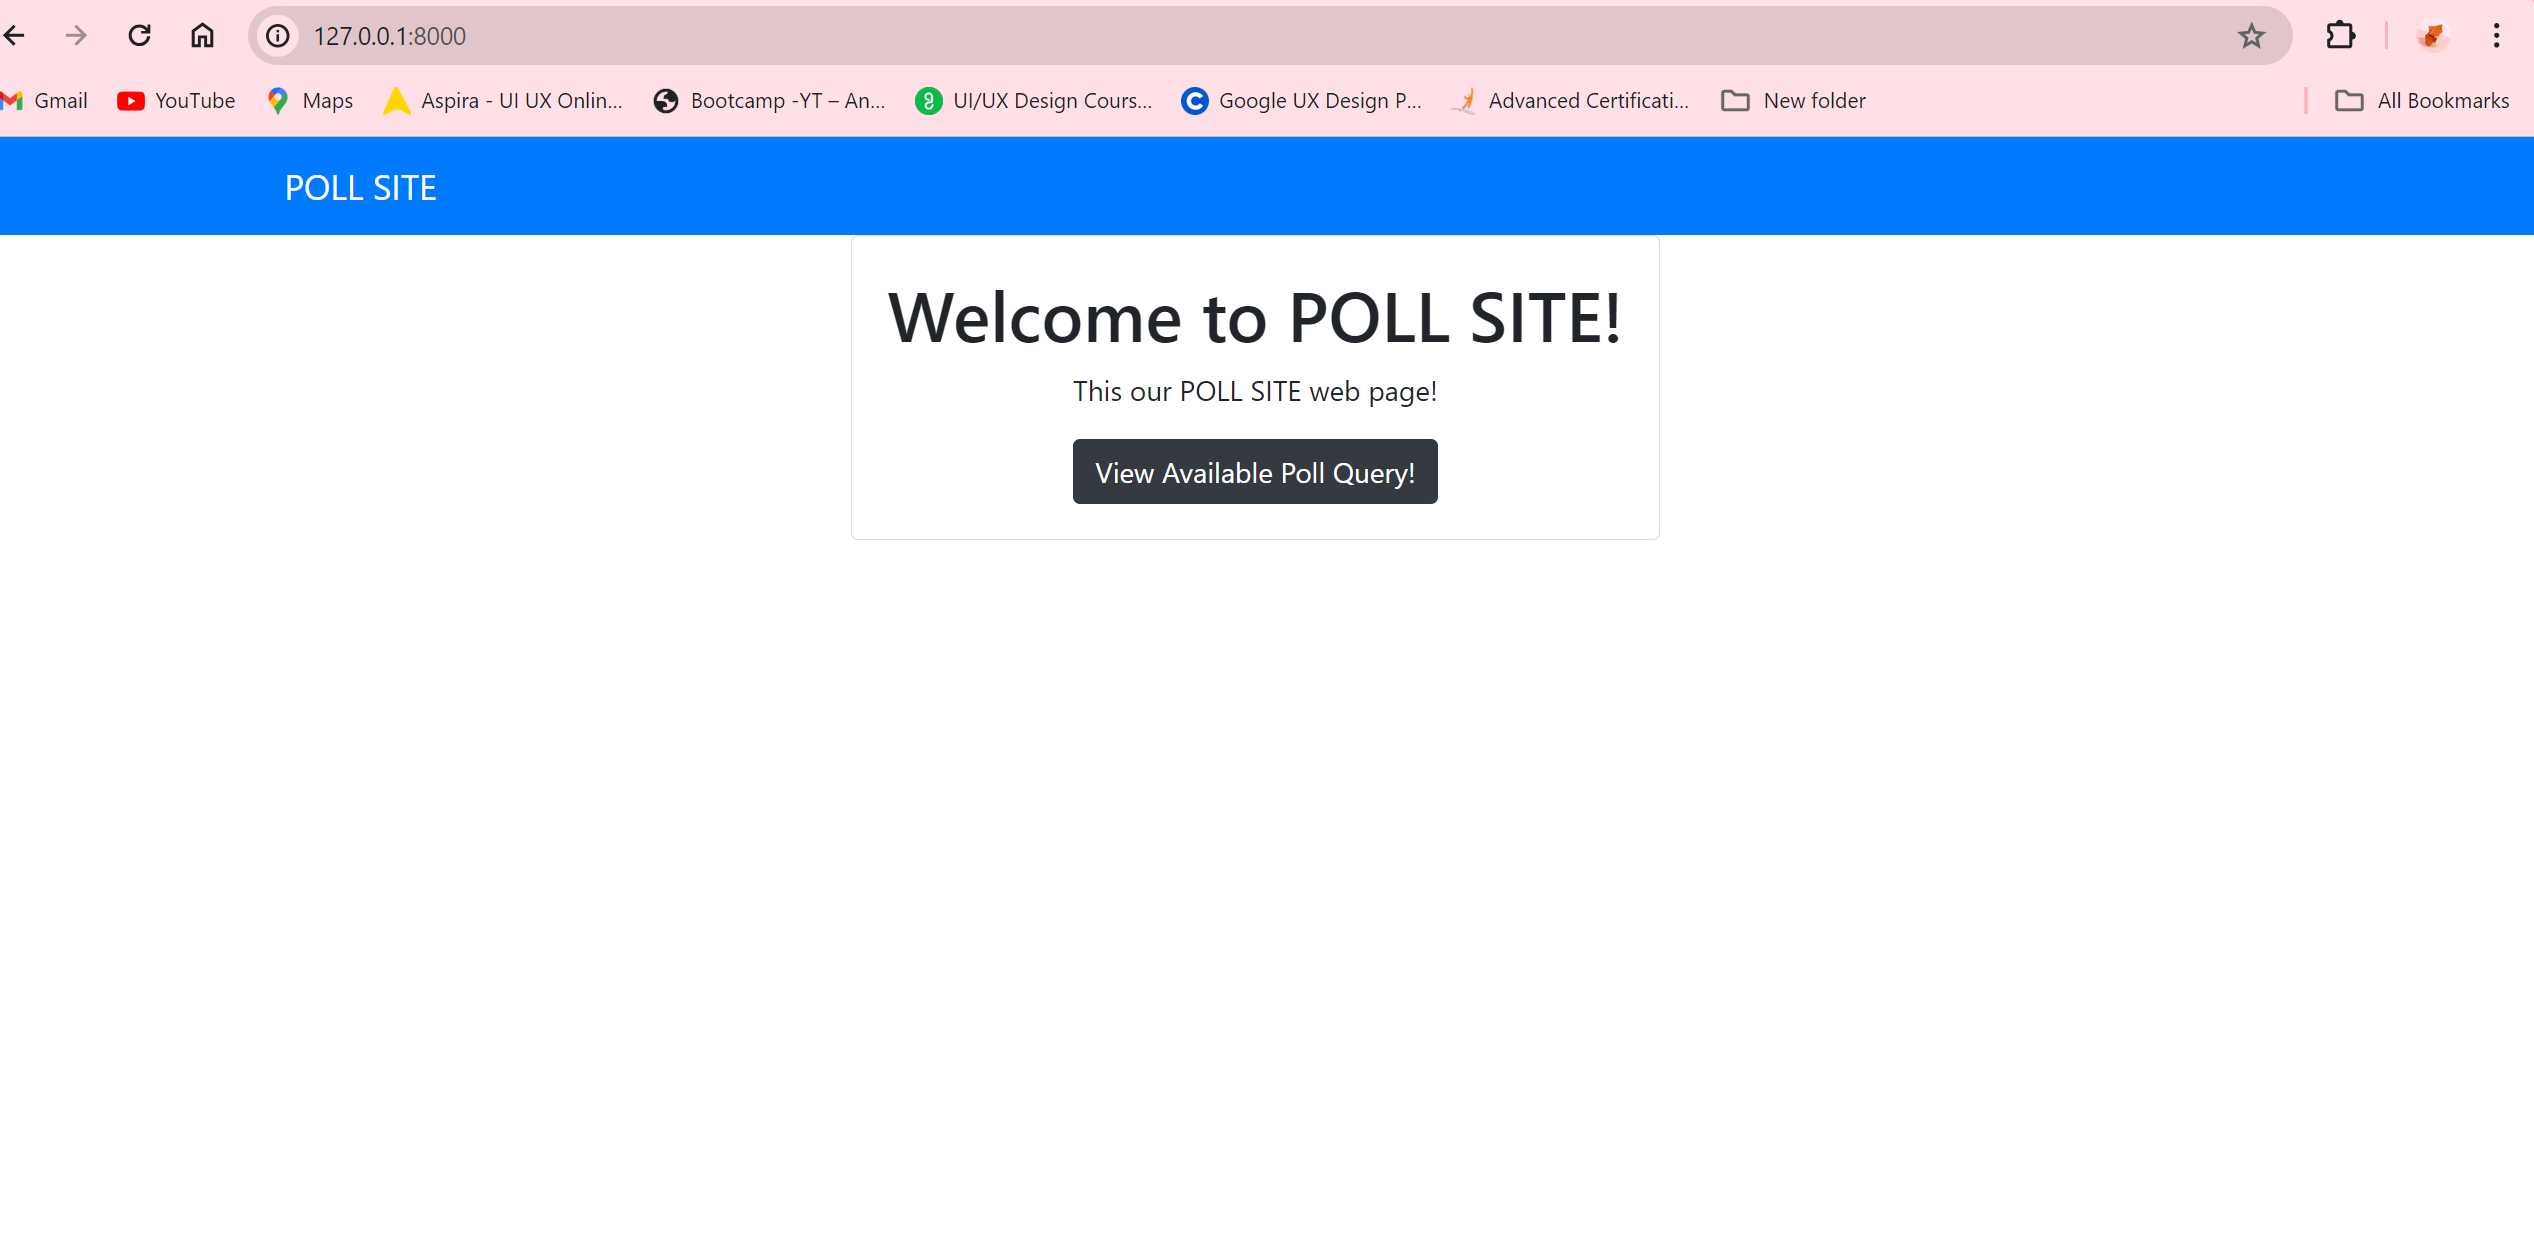 127.0.0.1:8000
Gmail YouTube Maps Aspira - UI UX Onlin... Bootcamp -YT – An... UI/UX Design Cours... Google UX Design P... Advanced Certificati... New folder All Bookmarks
POLL SITE
Welcome to POLL SITE!
This our POLL SITE web page!
View Available Poll Query!